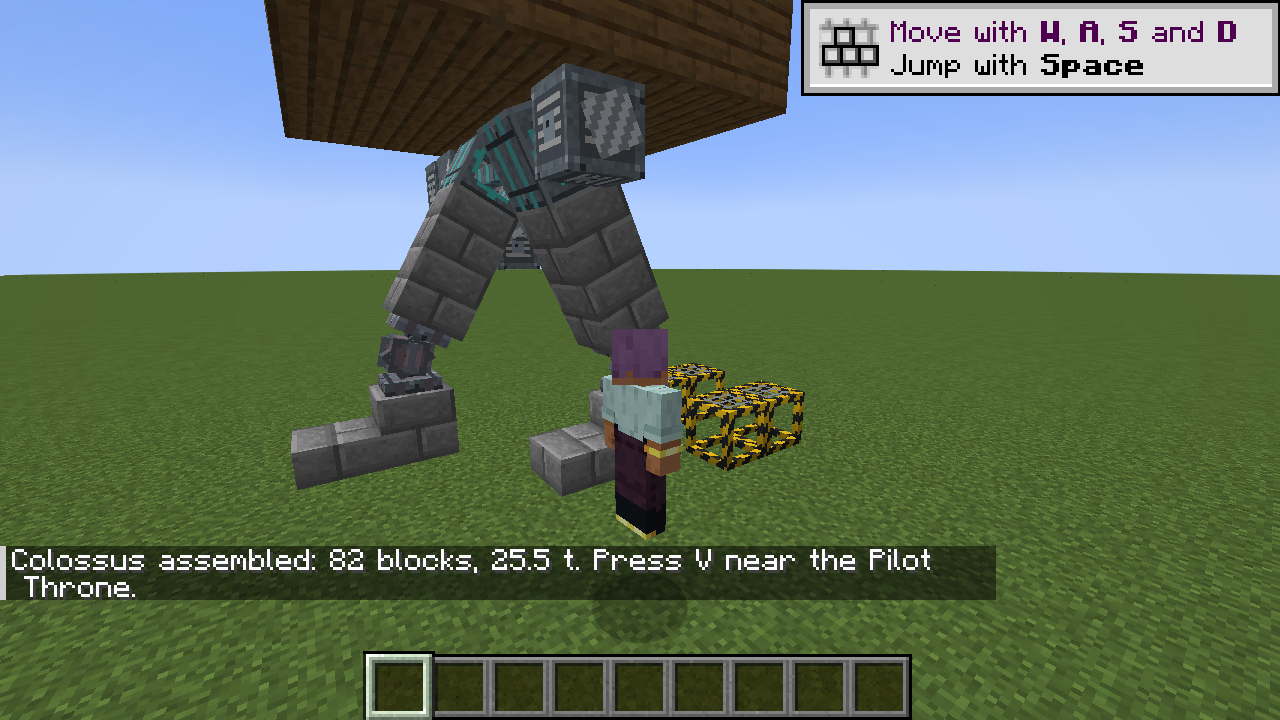 Move with W, A, S and D
Jump with Space
Colossus assembled: 82 blocks, 25.5 t. Press V near the Pilot
Throne.